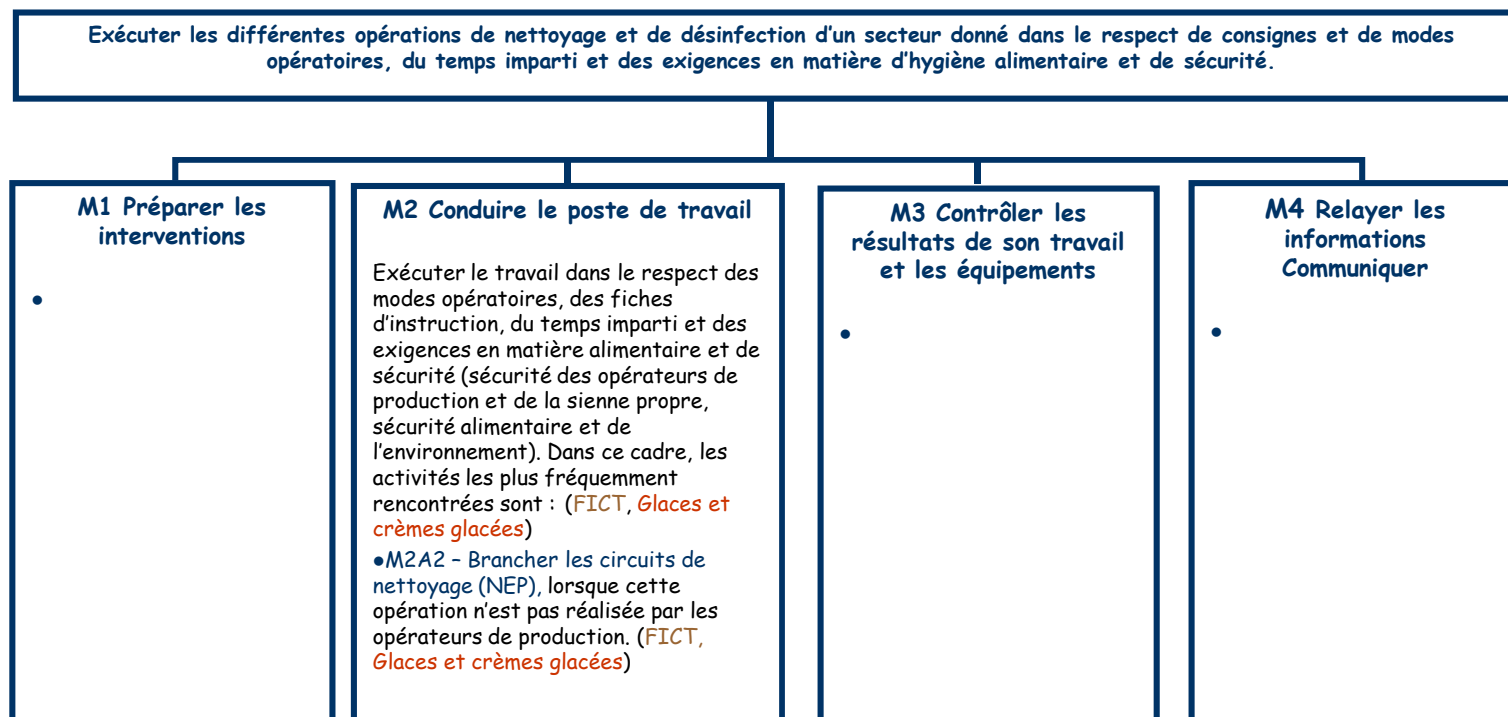 Exécuter les différentes opérations de nettoyage et de désinfection d’un secteur donné dans le respect de consignes et de modes
opératoires, du temps imparti et des exigences en matière d’hygiène alimentaire et de sécurité.
M1 Préparer les
interventions
●
M2 Conduire le poste de travail
Exécuter le travail dans le respect des
modes opératoires, des fiches
d’instruction, du temps imparti et des
exigences en matière alimentaire et de
sécurité (sécurité des opérateurs de
production et de la sienne propre,
sécurité alimentaire et de
l’environnement). Dans ce cadre, les
activités les plus fréquemment
rencontrées sont : (FICT, Glaces et
crèmes glacées)
●M2A2 – Brancher les circuits de
nettoyage (NEP), lorsque cette
opération n’est pas réalisée par les
opérateurs de production. (FICT,
Glaces et crèmes glacées)
M3 Contrôler les
résultats de son travail
et les équipements
●
M4 Relayer les
informations
Communiquer
●